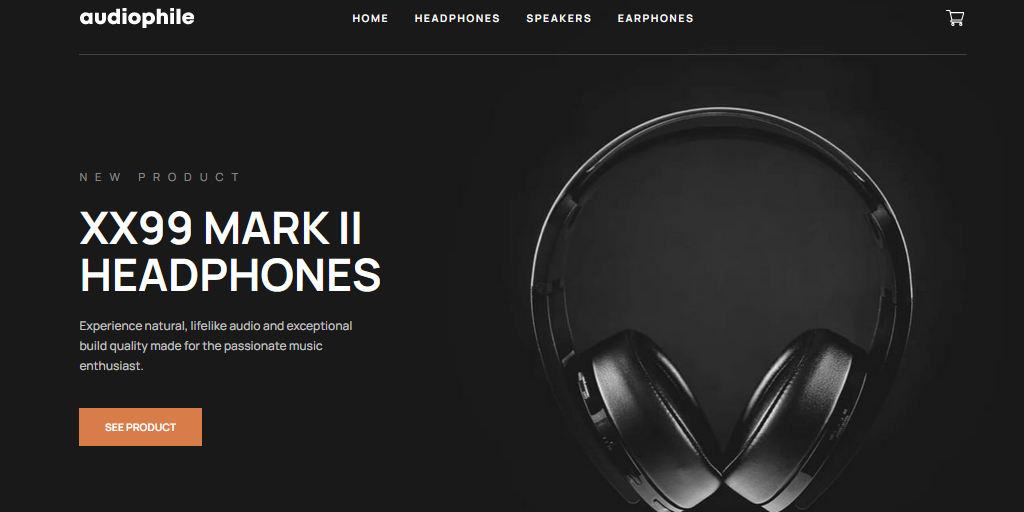 audiophile
HOME HEADPHONES SPEAKERS EARPHONES
NEW PRODUCT
XX99 MARK II
HEADPHONES
Experience natural, lifelike audio and exceptional
build quality made for the passionate music
enthusiast.
SEE PRODUCT